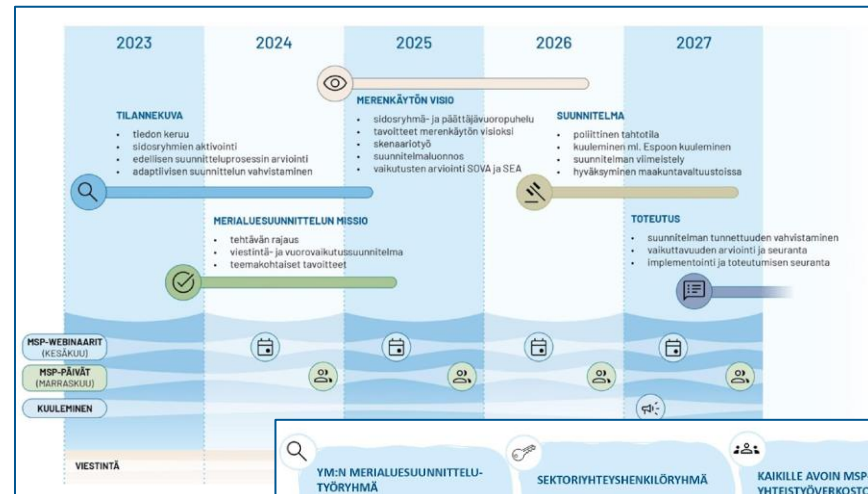 2023
2024
2025
2026
2027
TILANNEKUVA
• tiedon keruu
• sidosryhmien aktivointi
• edellisen suunnitteluprosessin arviointi
• adaptiivisen suunnittelun vahvistaminen
MERENKÄYTÖN VISIO
• sidosryhmä- ja päättäjävuoropuhelu
• tavoitteet merenkäytön visioksi
• skenaariotyö
• suunnitelmaluonnos
• vaikutusten arviointi SOVA ja SEA
SUUNNITELMA
• poliittinen tahtotila
• kuuleminen ml. Espoon kuuleminen
• suunnitelman viimeistely
• hyväksyminen maakuntavaltuustoissa
MERIALUESUUNNITTELUN MISSIO
• tehtävän rajaus
• viestintä- ja vuorovaikutussuunnitelma
• teemakohtaiset tavoitteet
TOTEUTUS
• suunnitelman tunnettuuden vahvistaminen
• vaikuttavuuden arviointi ja seuranta
• implementointi ja toteutumisen seuranta
MSP-WEBINAARIT
(KESÄKUU)
MSP-PÄIVÄT
(MARRASKUU)
KUULEMINEN
VIESTINTÄ
YM:N MERIALUESUUNNITTELU-
TYÖRYHMÄ
SEKTORIYHTEYSHENKILÖRYHMÄ
KAIKILLE AVOIN MSP-
YHTEISTYÖVERKOSTO